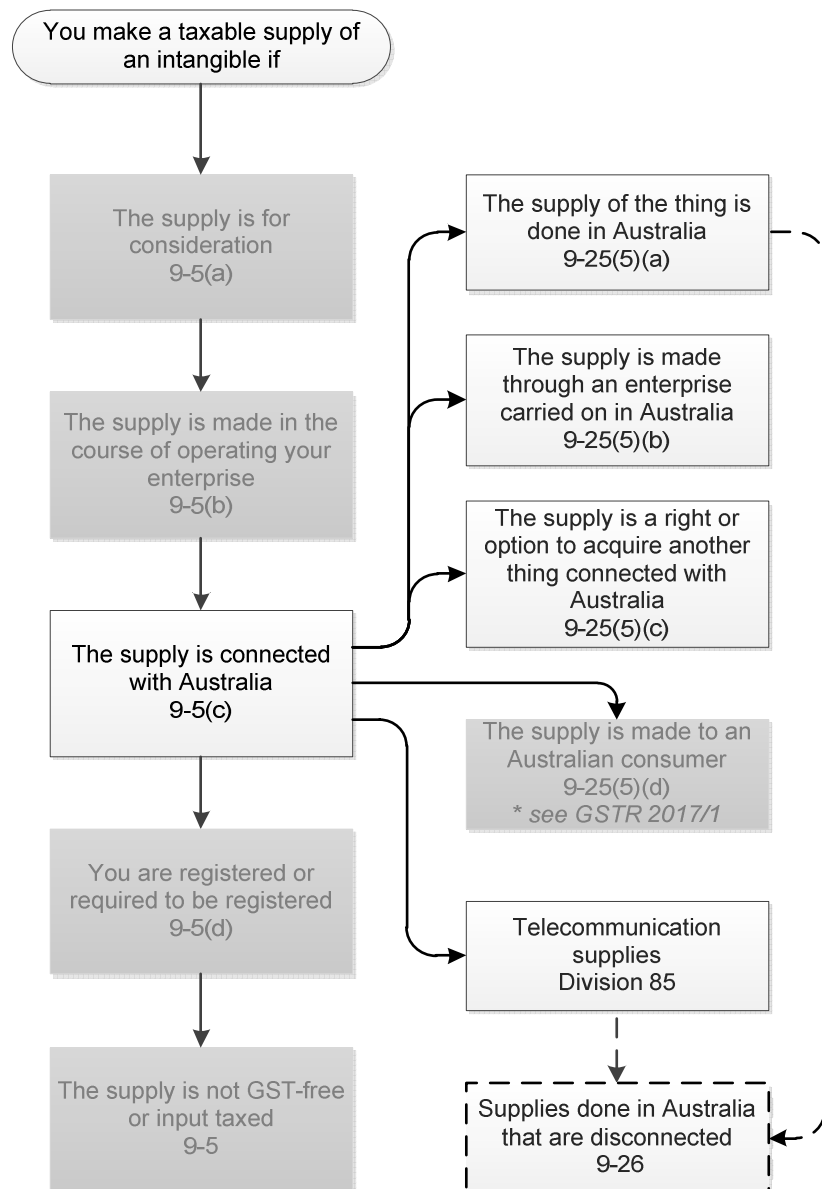 You make a taxable supply of
an intangible if
The supply is for
consideration
9-5(a)
The supply is made in the
course of operating your
enterprise
9-5(b)
The supply is connected
with Australia
9-5(c)
You are registered or
required to be registered
9-5(d)
The supply is not GST-free
or input taxed
9-5
The supply of the thing is
done in Australia
9-25(5)(a)
The supply is made
through an enterprise
carried on in Australia
9-25(5)(b)
The supply is a right or
option to acquire another
thing connected with
Australia
9-25(5)(c)
The supply is made to an
Australian consumer
9-25(5)(d)
* see GSTR 2017/1
Telecommunication
supplies
Division 85
Supplies done in Australia
that are disconnected
9-26